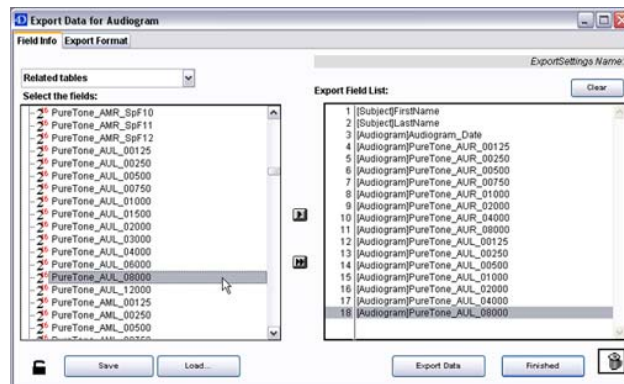 Export Data for Audiogram
Field Info
Export Format
ExportSettings Name:
Related tables
Select the fields:
PureTone_AMR_SpF10
PureTone_AMR_SpF11
PureTone_AMR_SpF12
PureTone_AUL_00125
PureTone_AUL_00250
PureTone_AUL_00500
PureTone_AUL_00750
PureTone_AUL_01000
PureTone_AUL_01500
PureTone_AUL_02000
PureTone_AUL_03000
PureTone_AUL_04000
PureTone_AUL_06000
PureTone_AUL_08000
PureTone_AUL_12000
PureTone_AML_00125
PureTone_AML_00250
PureTone_AML_00500
Export Field List:
Clear
1 [Subject]FirstName
2 [Subject]LastName
3 [Audiogram]Audiogram_Date
4 [Audiogram]PureTone_AUR_00125
5 [Audiogram]PureTone_AUR_00250
6 [Audiogram]PureTone_AUR_00500
7 [Audiogram]PureTone_AUR_00750
8 [Audiogram]PureTone_AUR_01000
9 [Audiogram]PureTone_AUR_02000
10 [Audiogram]PureTone_AUR_04000
11 [Audiogram]PureTone_AUR_08000
12 [Audiogram]PureTone_AUL_00125
13 [Audiogram]PureTone_AUL_00250
14 [Audiogram]PureTone_AUL_00500
15 [Audiogram]PureTone_AUL_01000
16 [Audiogram]PureTone_AUL_02000
17 [Audiogram]PureTone_AUL_04000
18 [Audiogram]PureTone_AUL_08000
Save
Load...
Export Data
Finished